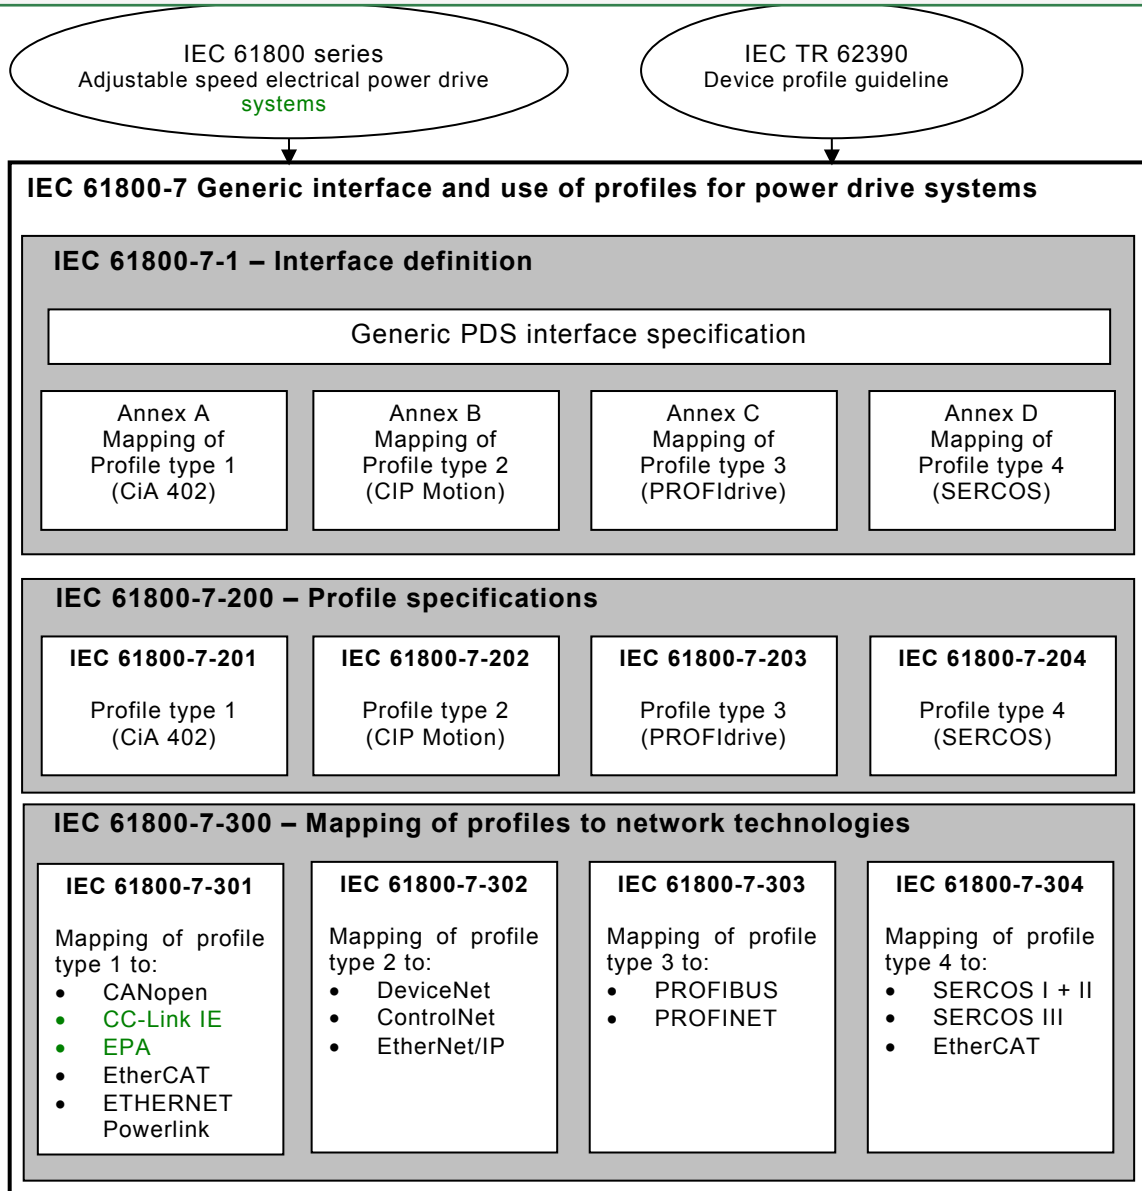 IEC 61800 series
Adjustable speed electrical power drive
systems
IEC TR 62390
Device profile guideline
IEC 61800-7 Generic interface and use of profiles for power drive systems
IEC 61800-7-1 – Interface definition
Generic PDS interface specification
Annex A
Mapping of
Profile type 1
(CiA 402)
Annex B
Mapping of
Profile type 2
(CIP Motion)
Annex C
Mapping of
Profile type 3
(PROFIdrive)
Annex D
Mapping of
Profile type 4
(SERCOS)
IEC 61800-7-200 – Profile specifications
IEC 61800-7-201
Profile type 1
(CiA 402)
IEC 61800-7-202
Profile type 2
(CIP Motion)
IEC 61800-7-203
Profile type 3
(PROFIdrive)
IEC 61800-7-204
Profile type 4
(SERCOS)
IEC 61800-7-300 – Mapping of profiles to network technologies
IEC 61800-7-301
Mapping of profile
type 1 to:
• CANopen
• CC-Link IE
• EPA
• EtherCAT
• ETHERNET
Powerlink
IEC 61800-7-302
Mapping of profile
type 2 to:
• DeviceNet
• ControlNet
• EtherNet/IP
IEC 61800-7-303
Mapping of profile
type 3 to:
• PROFIBUS
• PROFINET
IEC 61800-7-304
Mapping of profile
type 4 to:
• SERCOS I + II
• SERCOS III
• EtherCAT